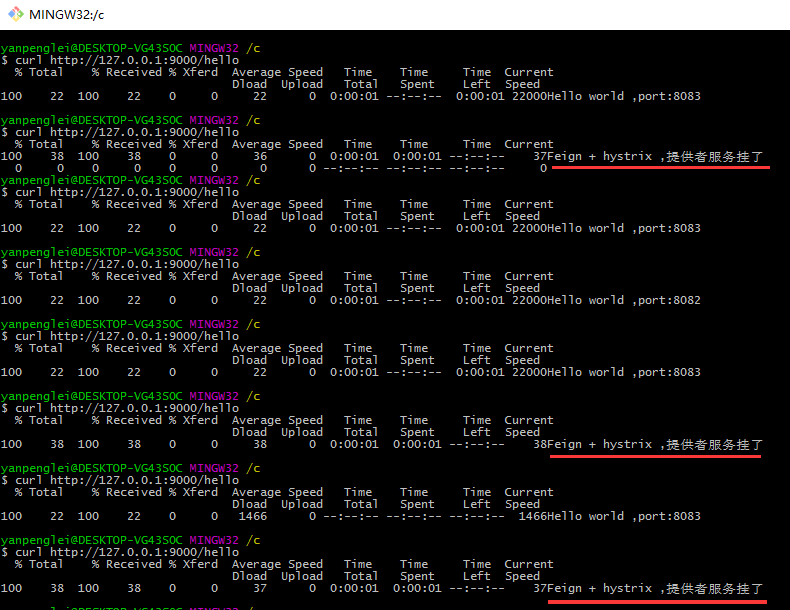 MINGW32:/c
yanpenglei@DESKTOP-VG43SOC MINGW32 /c
$ curl http://127.0.0.1:9000/hello
% Total % Received % Xferd Average Speed Time Time Time Current
Dload Upload Total Spent Left Speed
100 22 100 22 0 0 22 0 0:00:01 --:--:-- 0:00:01 22000Hello world ,port:8083
yanpenglei@DESKTOP-VG43SOC MINGW32 /c
$ curl http://127.0.0.1:9000/hello
% Total % Received % Xferd Average Speed Time Time Time Current
Dload Upload Total Spent Left Speed
100 38 100 38 0 0 36 0 0:00:01 0:00:01 --:--:-- 37Feign + hystrix ,提供者服务挂了
0 0 0 0 0 0 0 0 --:--:-- --:--:-- --:--:-- 0
yanpenglei@DESKTOP-VG43SOC MINGW32 /c
$ curl http://127.0.0.1:9000/hello
% Total % Received % Xferd Average Speed Time Time Time Current
Dload Upload Total Spent Left Speed
100 22 100 22 0 0 22 0 0:00:01 --:--:-- 0:00:01 22000Hello world ,port:8083
yanpenglei@DESKTOP-VG43SOC MINGW32 /c
$ curl http://127.0.0.1:9000/hello
% Total % Received % Xferd Average Speed Time Time Time Current
Dload Upload Total Spent Left Speed
100 22 100 22 0 0 22 0 0:00:01 --:--:-- 0:00:01 22000Hello world ,port:8082
yanpenglei@DESKTOP-VG43SOC MINGW32 /c
$ curl http://127.0.0.1:9000/hello
% Total % Received % Xferd Average Speed Time Time Time Current
Dload Upload Total Spent Left Speed
100 22 100 22 0 0 22 0 0:00:01 --:--:-- 0:00:01 22000Hello world ,port:8083
yanpenglei@DESKTOP-VG43SOC MINGW32 /c
$ curl http://127.0.0.1:9000/hello
% Total % Received % Xferd Average Speed Time Time Time Current
Dload Upload Total Spent Left Speed
100 38 100 38 0 0 38 0 0:00:01 0:00:01 --:--:-- 38Feign + hystrix ,提供者服务挂了
yanpenglei@DESKTOP-VG43SOC MINGW32 /c
$ curl http://127.0.0.1:9000/hello
% Total % Received % Xferd Average Speed Time Time Time Current
Dload Upload Total Spent Left Speed
100 22 100 22 0 0 1466 0 --:--:-- --:--:-- --:--:-- 1466Hello world ,port:8083
yanpenglei@DESKTOP-VG43SOC MINGW32 /c
$ curl http://127.0.0.1:9000/hello
% Total % Received % Xferd Average Speed Time Time Time Current
Dload Upload Total Spent Left Speed
100 38 100 38 0 0 37 0 0:00:01 0:00:01 --:--:-- 37Feign + hystrix ,提供者服务挂了
yanpenglei@DESKTOP-VG43SOC MINGW32 /c